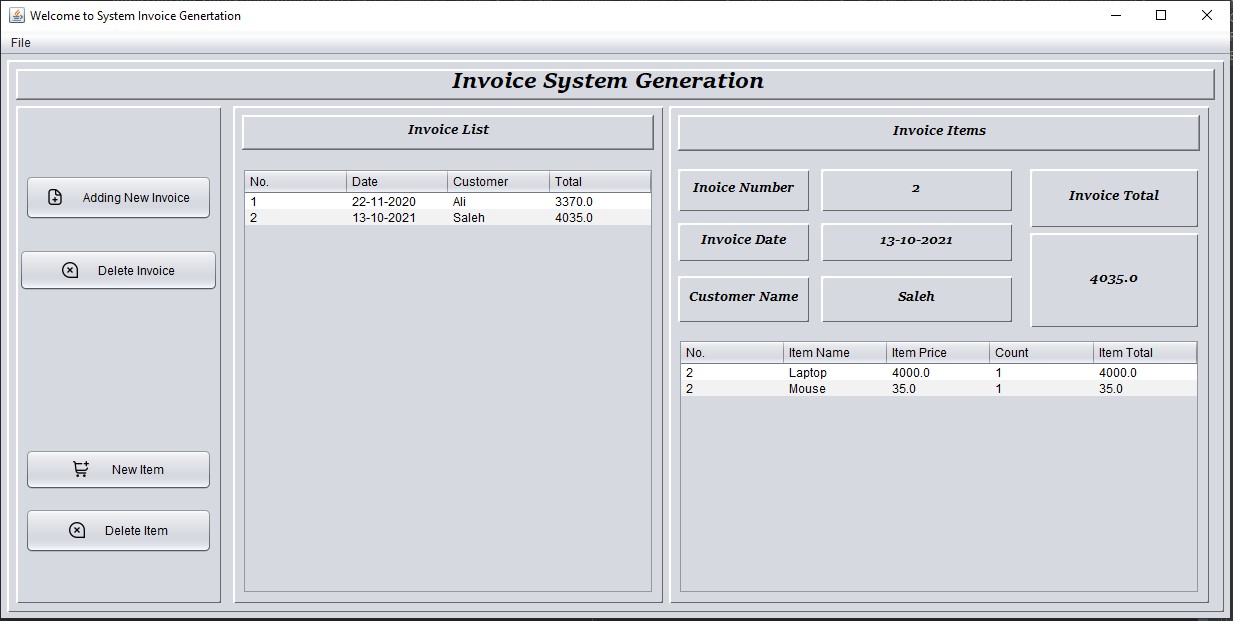 Welcome to System Invoice Genertation
File
Invoice System Generation
Adding New Invoice
Delete Invoice
New Item
Delete Item
Invoice List
No. Date Customer Total
1 22-11-2020 Ali 3370.0
2 13-10-2021 Saleh 4035.0
Invoice Items
Inoice Number 2
Invoice Date 13-10-2021
Customer Name Saleh
Invoice Total
4035.0
No. Item Name Item Price Count Item Total
2 Laptop 4000.0 1 4000.0
2 Mouse 35.0 1 35.0